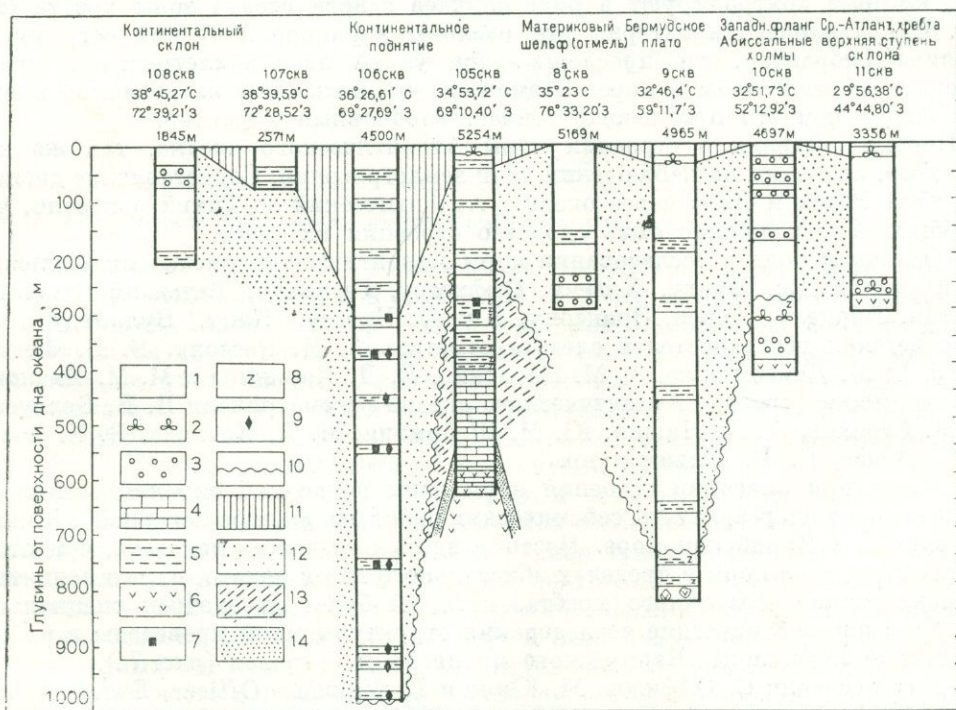 Континентальный склон
Континентальное поднятие
Материковый шельф (отмель)
Бермудское плато
Западн. фланг Ср.-Атлант. хребта
Абиссальные холмы
верхняя ступень склона
108скв 107скв 106скв 105скв 8скв 9скв 10скв 11скв
38°45,27'С 38°39,59'С 36°26,61' 34°53,72'С 35°23 С 32°46,4'С 32°51,73'С 29°56,38'С
72°39,21'З 72°28,52'З 69°27,69'З 69°10,40'З 76°33,20'З 59°11,7'З 52°12,92'З 44°44,80'З
1845м 2571м 4500м 5254м 5169м 4965м 4697м 3356м
Глубины от поверхности дна океана, м
0
100
200
300
400
500
600
700
800
900
1000
1 8
2 9
3 10
4 11
5 12
6 13
7 14